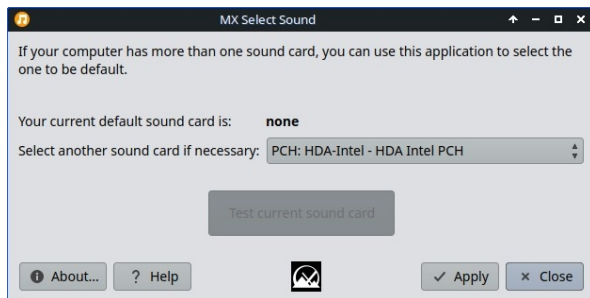 MX Select Sound
If your computer has more than one sound card, you can use this application to select the
one to be default.
Your current default sound card is: none
Select another sound card if necessary: PCH: HDA-Intel - HDA Intel PCH
Test current sound card
About... ? Help Apply Close